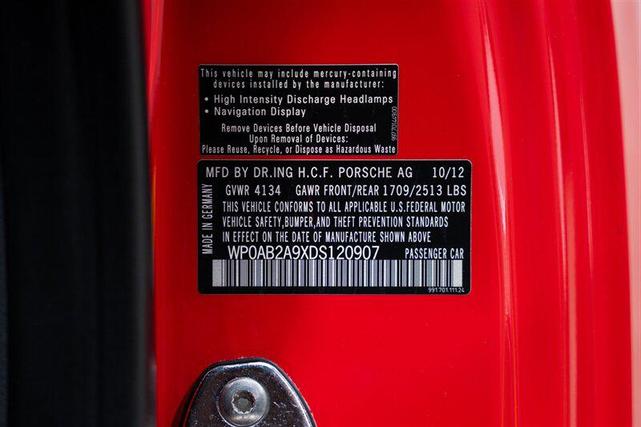 This vehicle may include mercury-containing
devices installed by the manufacturer:
• High Intensity Discharge Headlamps
• Navigation Display
Remove Devices Before Vehicle Disposal
Upon Removal of Devices:
Please Reuse, Recycle, or Dispose as Hazardous Waste
MFD BY DR.ING H.C.F. PORSCHE AG 10/12
GVWR 4134 GAWR FRONT/REAR 1709/2513 LBS
THIS VEHICLE CONFORMS TO ALL APPLICABLE U.S.FEDERAL MOTOR
VEHICLE SAFETY,BUMPER,AND THEFT PREVENTION STANDARDS
IN EFFECT ON THE DATE OF MANUFACTURE SHOWN ABOVE
WP0AB2A9XDS120907 PASSENGER CAR
MADE IN GERMANY
991.701.111.24